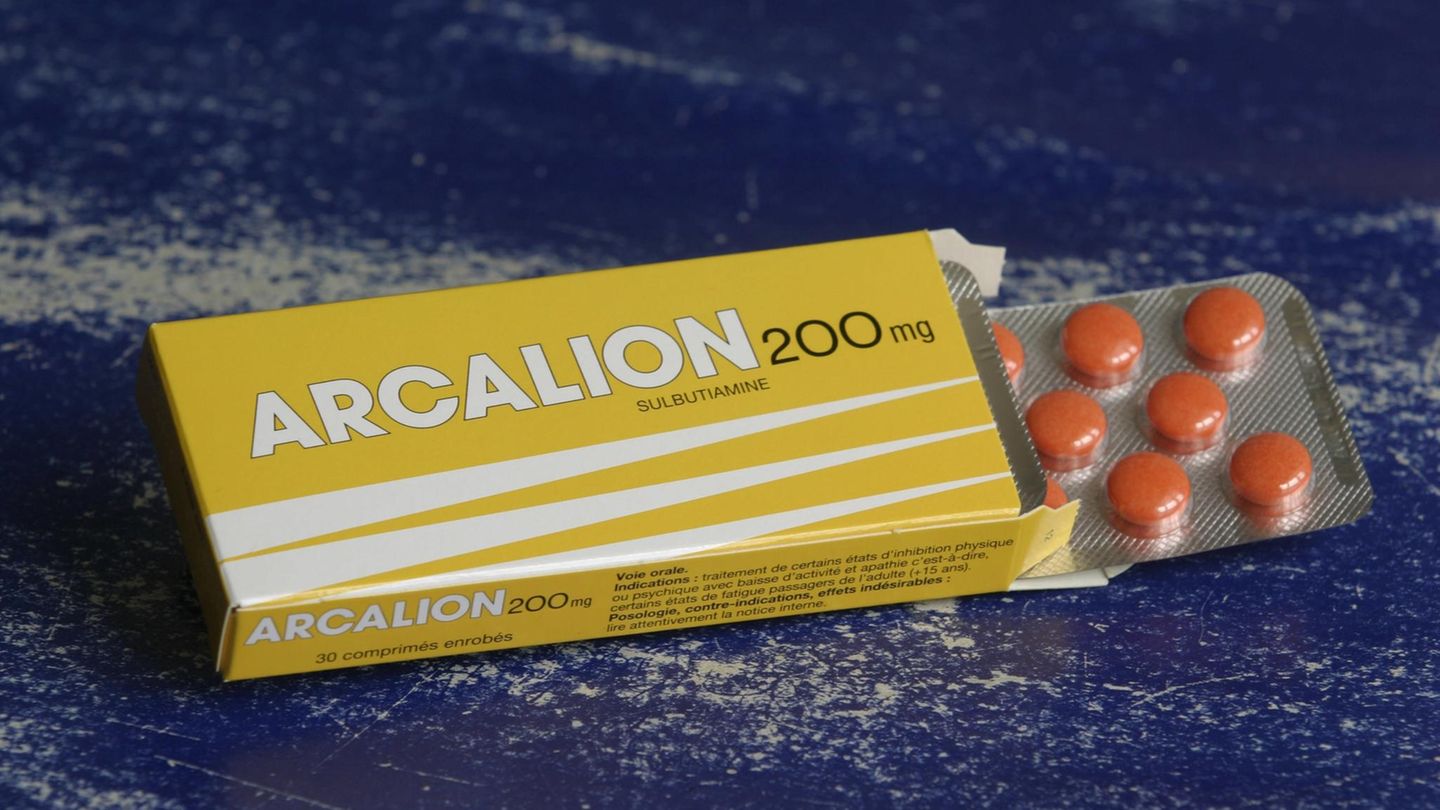 ARCALION 200 mg
SULBUTIAMINE
ARCALION 200 mg
30 comprimés enrobés
Voie orale.
Indications : traitement de certains états d'inhibition physique
ou psychique avec baisse d'activité et apathie c'est-à-dire,
certains états de fatigue passagers de l'adulte (+15 ans).
Posologie, contre-indications, effets indésirables :
lire attentivement la notice interne.